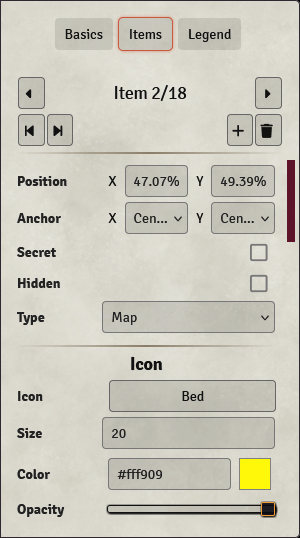 Basics Items Legend
Item 2/18
Position X 47.07% Y 49.39%
Anchor X Cen... Y Cen...
Secret
Hidden
Type Map
Icon
Icon Bed
Size 20
Color #fff909
Opacity